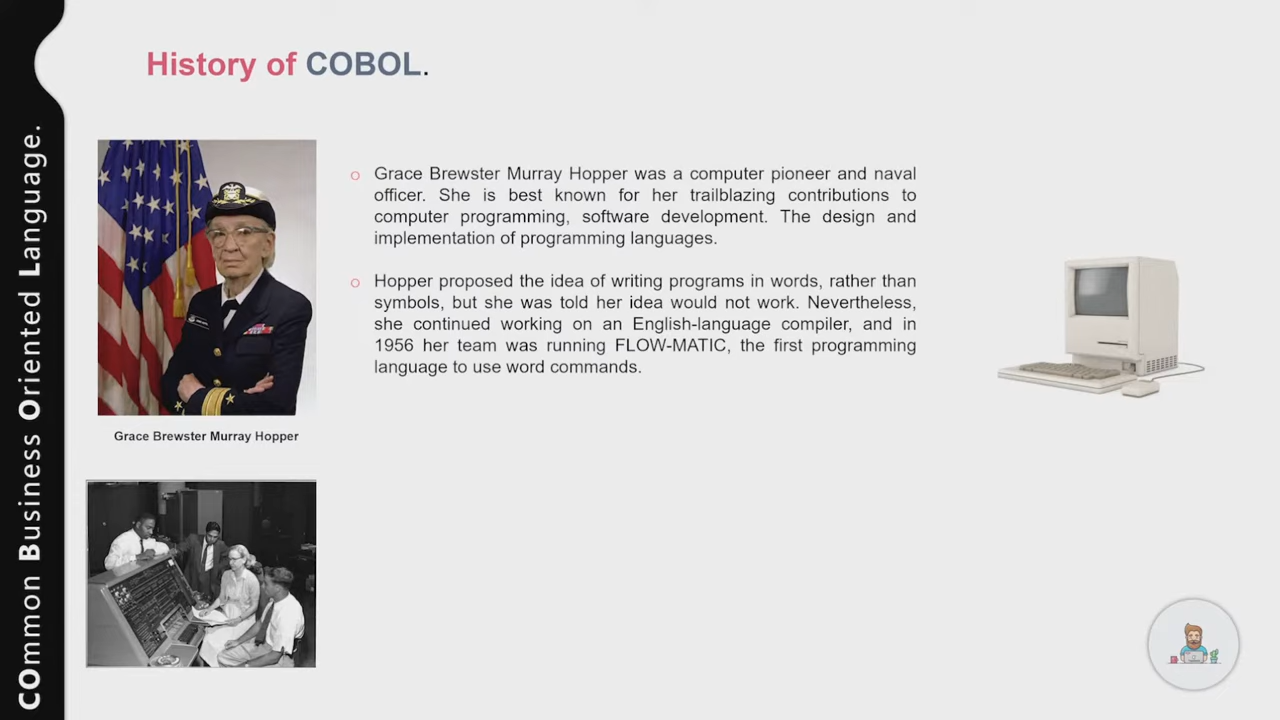 History of COBOL.
COmmon Business Oriented Language.
Grace Brewster Murray Hopper was a computer pioneer and naval
officer. She is best known for her trailblazing contributions to
computer programming, software development. The design and
implementation of programming languages.
Hopper proposed the idea of writing programs in words, rather than
symbols, but she was told her idea would not work. Nevertheless,
she continued working on an English-language compiler, and in
1956 her team was running FLOW-MATIC, the first programming
language to use word commands.
Grace Brewster Murray Hopper